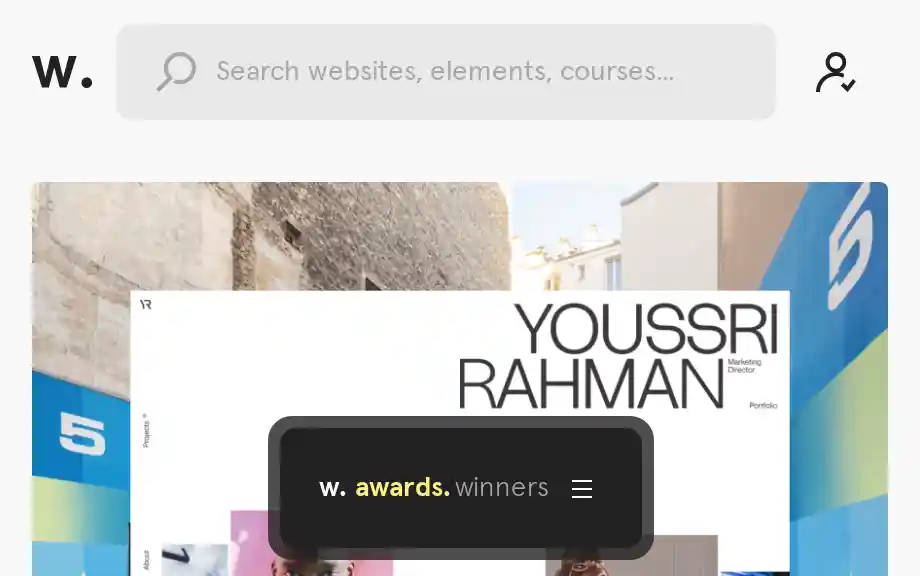 w.
Search websites, elements, courses...
5
YR
YOUSSRI
RAHMAN
Marketing
Director
Portfolio
Projects
5
w. awards. winners
About